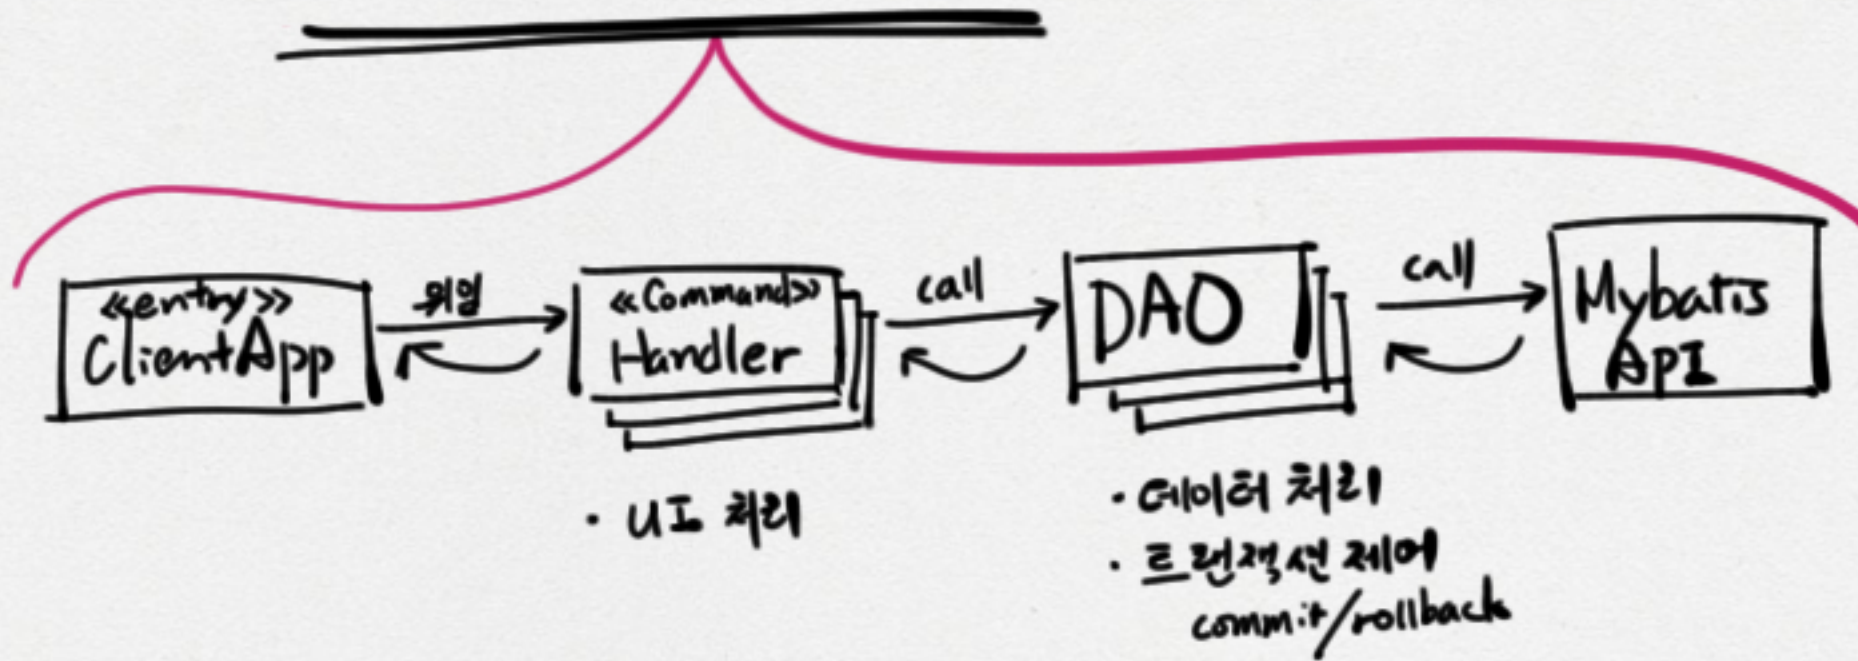 <<entry>>
ClientApp
위임
<<Command>>
Handler
call
DAO
call
Mybatis
API
· UI 처리
· 데이터 처리
· 트랜잭션 제어
commit/rollback